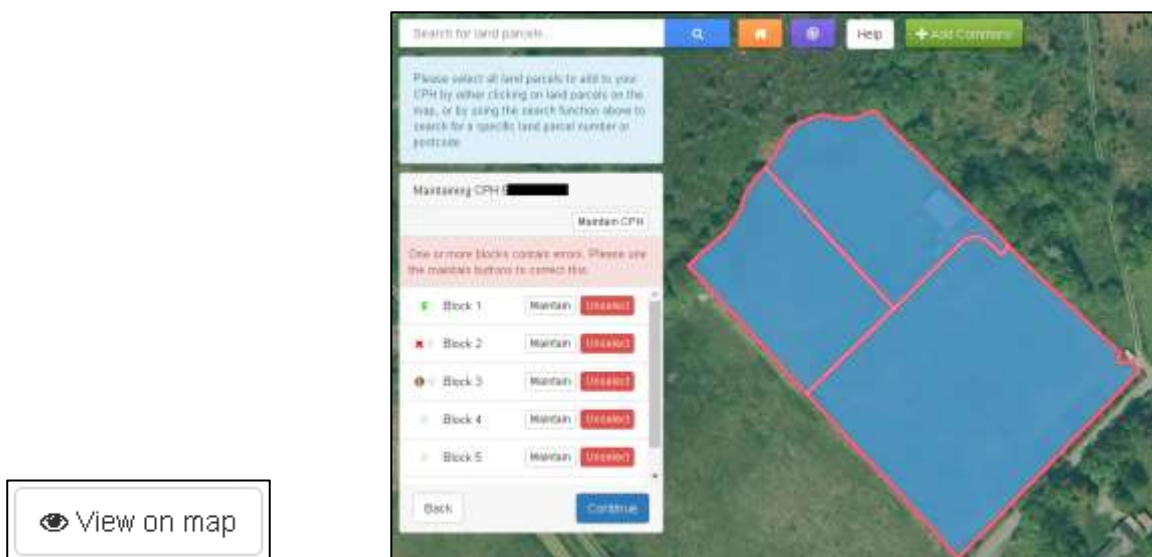 Search for land parcels...
Help
+ Add Commons
Please select all land parcels to add to your
CPH by either clicking on land parcels on the
map, or by using the search function above to
search for a specific land parcel number or
postcode
Maintaining CPH
Maintain CPH
One or more blocks contain errors. Please use
the maintain buttons to correct this.
Block 1 Maintain Unselect
Block 2 Maintain Unselect
Block 3 Maintain Unselect
Block 4 Maintain Unselect
Block 5 Maintain Unselect
Back Continue
View on map